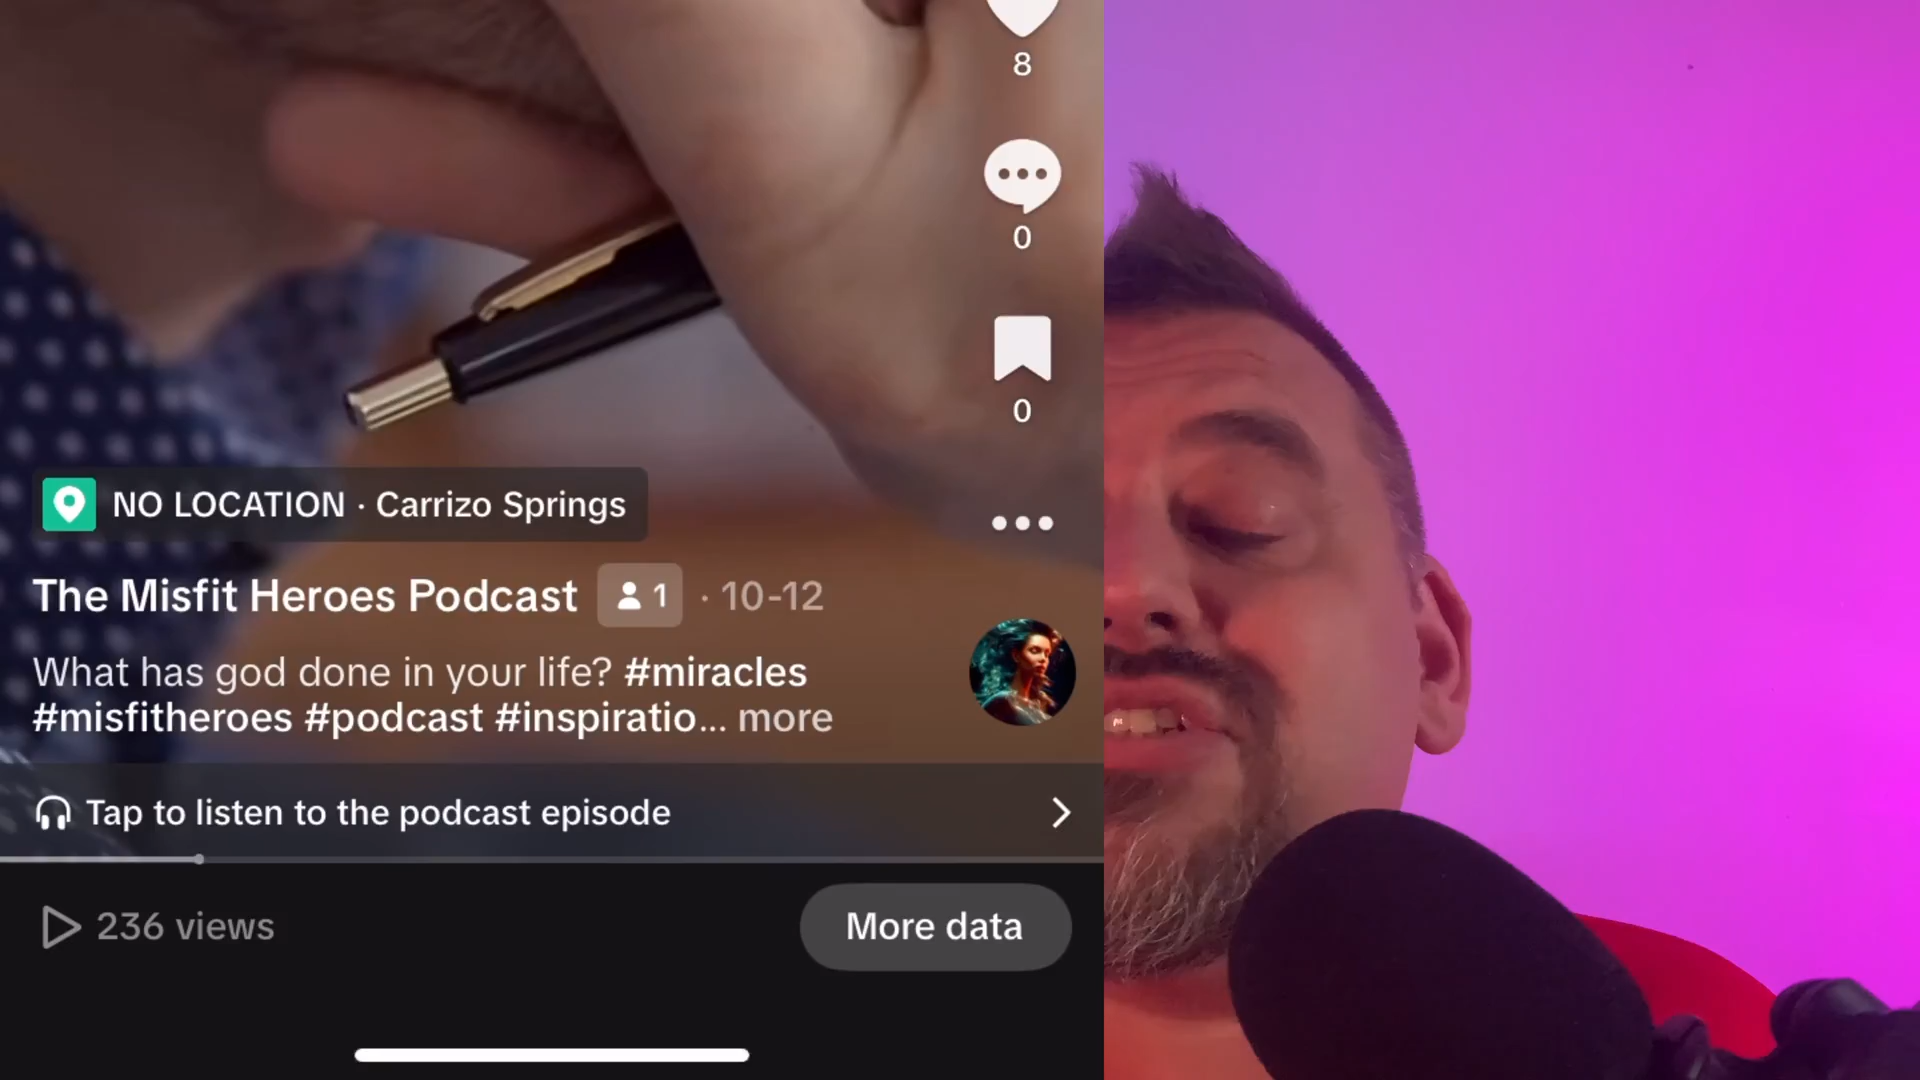 8
0
0
NO LOCATION · Carrizo Springs
The Misfit Heroes Podcast 1 · 10-12
What has god done in your life? #miracles
#misfitheroes #podcast #inspiratio... more
Tap to listen to the podcast episode
236 views
More data